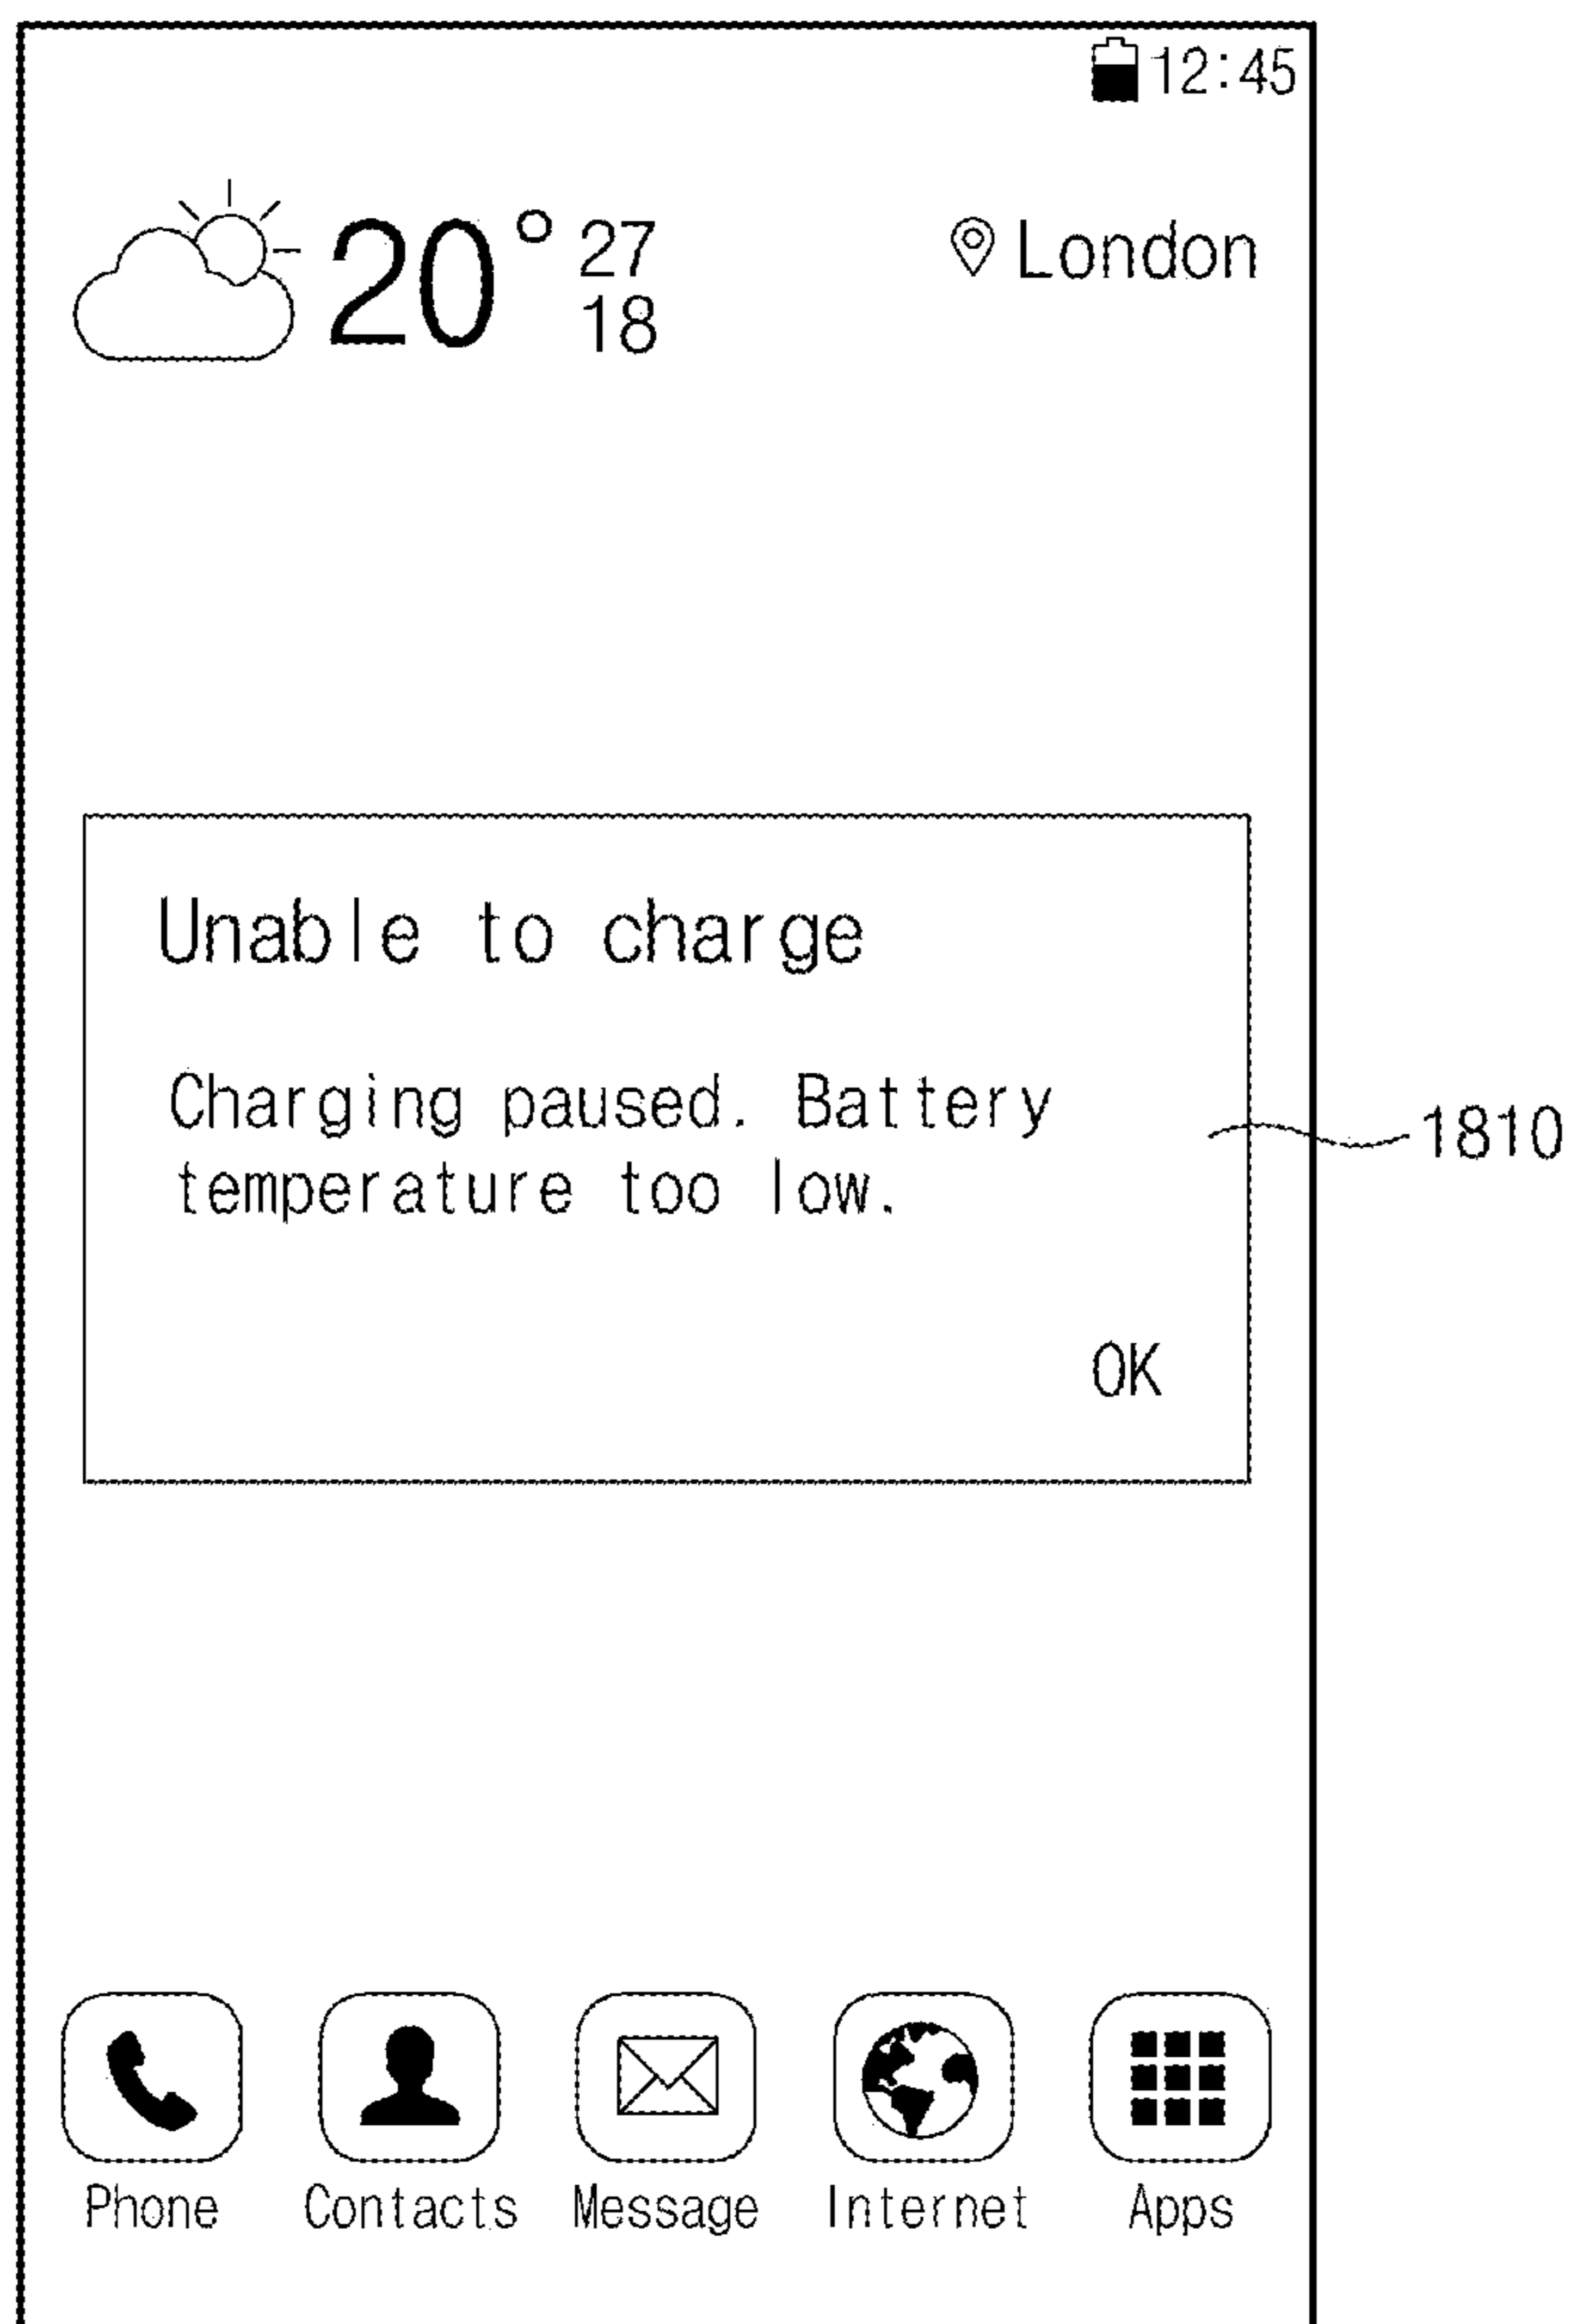 12:45
20° 27
18
London
Unable to charge
Charging paused. Battery
temperature too low.
OK
1810
Phone Contacts Message Internet Apps